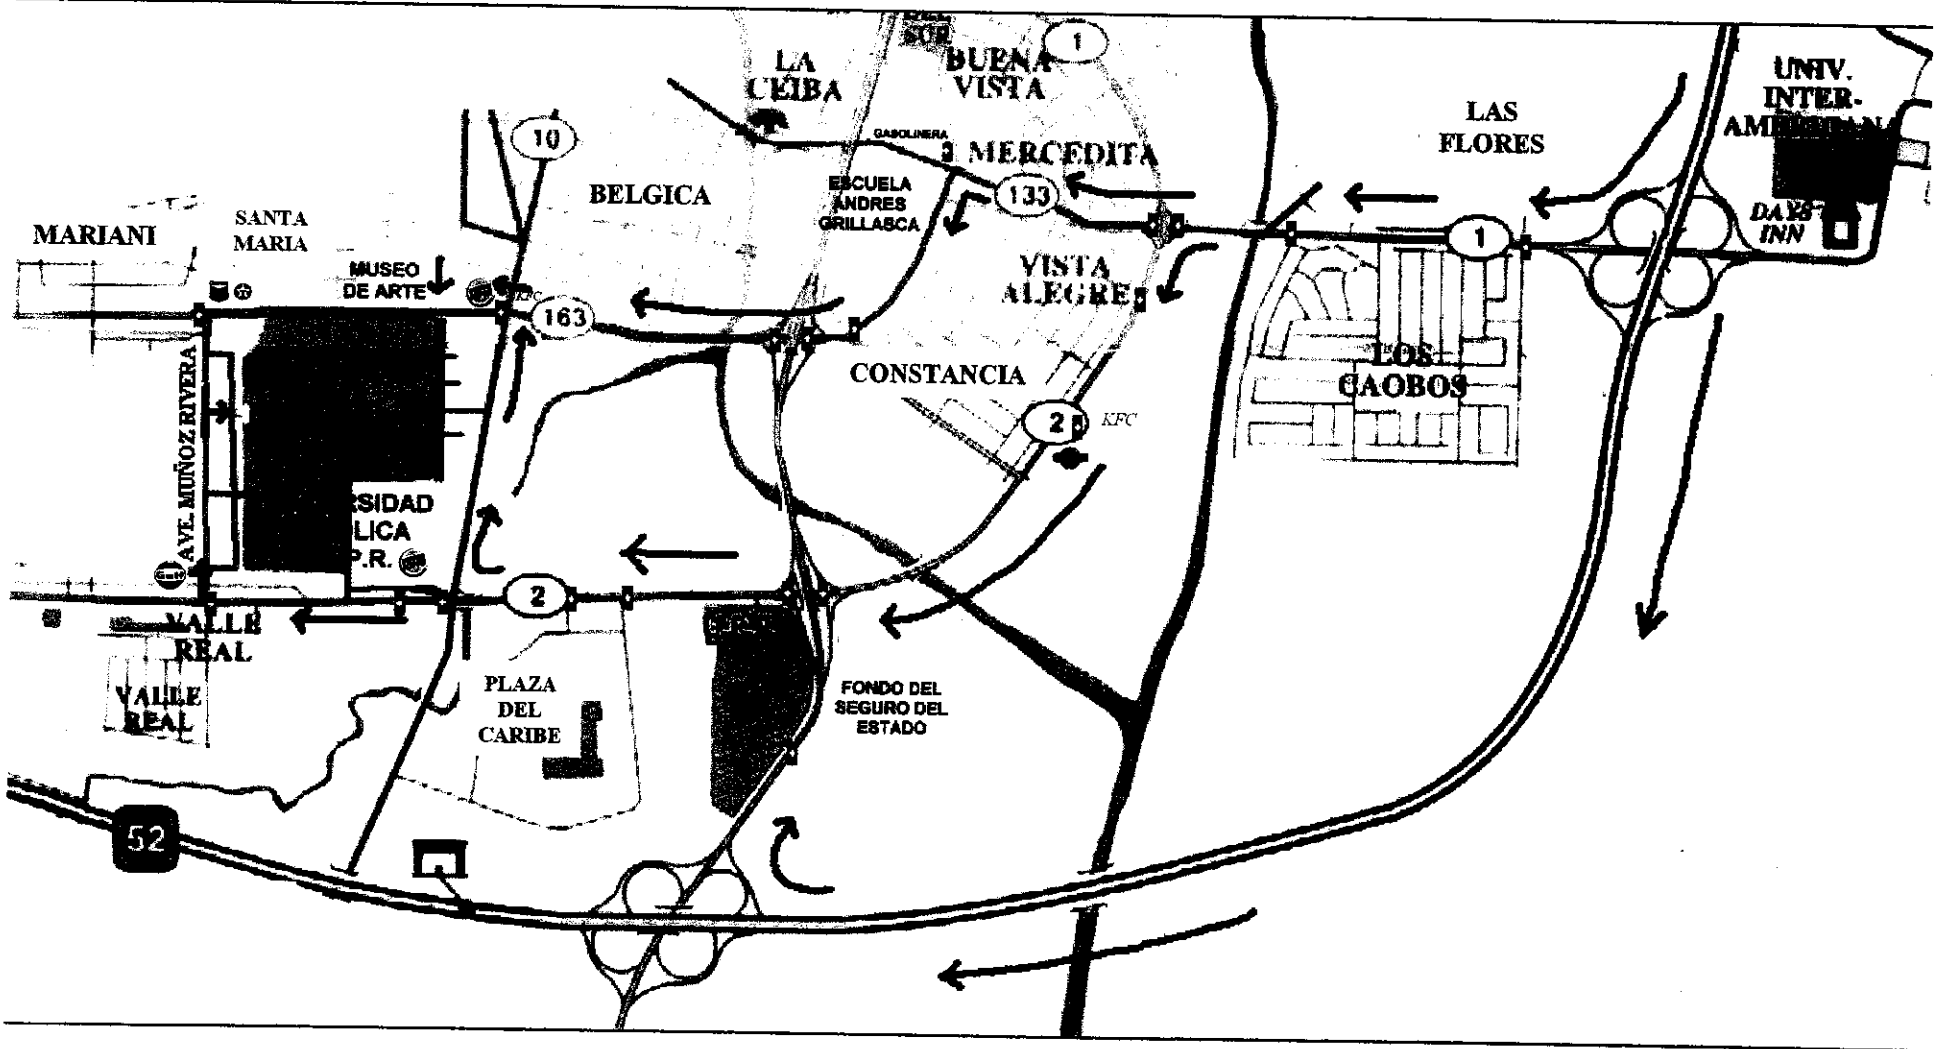 SUR
1
LA
CEIBA
BUENA
VISTA
UNIV.
INTER-
LAS
FLORES
10
GASOLINERA
MERCEDITA
BELGICA
ESCUELA
ANDRES
GRILLASCA
133
DAYS
INN
MARIANI
SANTA
MARIA
1
MUSEO
DE ARTE
VISTA
ALEGRE
KFC
163
AVE. MUÑOZ RIVERA
CONSTANCIA
LOS
CAOBOS
2
KFC
RSIDAD
LICA
P.R.
Gulf
2
VALLE
REAL
VALLE
REAL
PLAZA
DEL
CARIBE
FONDO DEL
SEGURO DEL
ESTADO
52